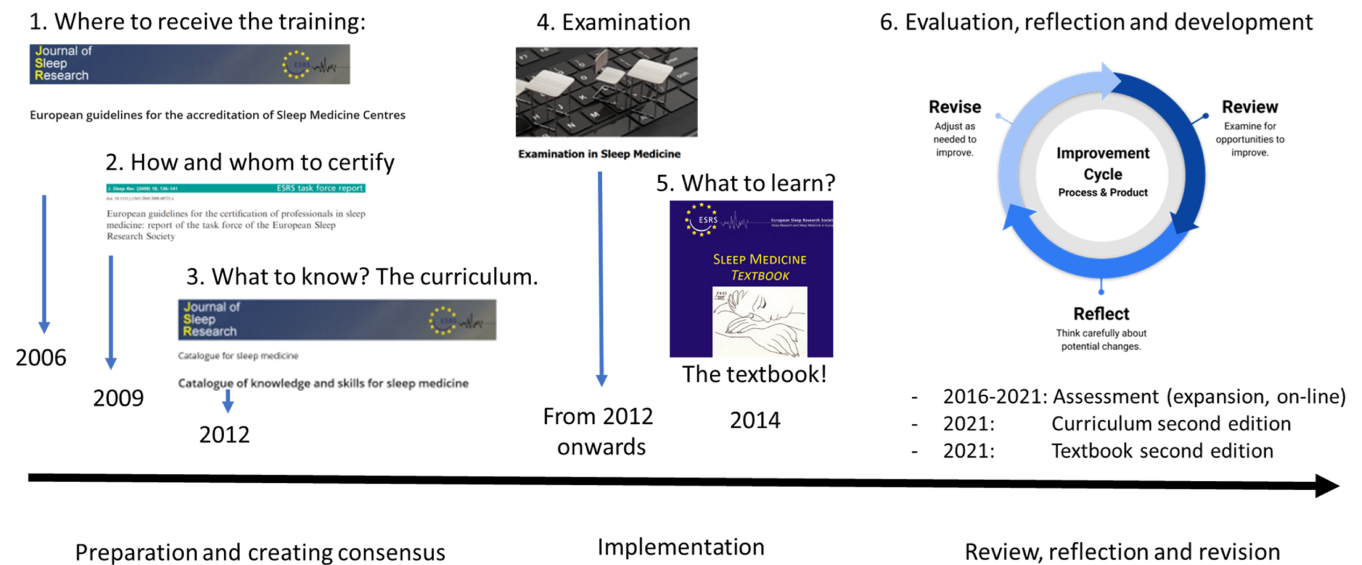 1. Where to receive the training:
Journal of
Sleep
Research
ESRS
European guidelines for the accreditation of Sleep Medicine Centres
2. How and whom to certify
J. Sleep Res. (2009) 18, 136–141
ESRS task force report
European guidelines for the certification of professionals in sleep
medicine: report of the task force of the European Sleep
Research Society
3. What to know? The curriculum.
Journal of
Sleep
Research
ESRS
Catalogue for sleep medicine
Catalogue of knowledge and skills for sleep medicine
2006
2009
2012
4. Examination
Examination in Sleep Medicine
From 2012
onwards
5. What to learn?
ESRS
European Sleep Research Societ
SLEEP MEDICINE
TEXTBOOK
The textbook!
2014
6. Evaluation, reflection and development
Revise
Adjust as
needed to
improve.
Review
Examine for
opportunities to
improve.
Improvement
Cycle
Process & Product
Reflect
Think carefully about
potential changes.
- 2016-2021: Assessment (expansion, on-line)
- 2021: Curriculum second edition
- 2021: Textbook second edition
Preparation and creating consensus
Implementation
Review, reflection and revision